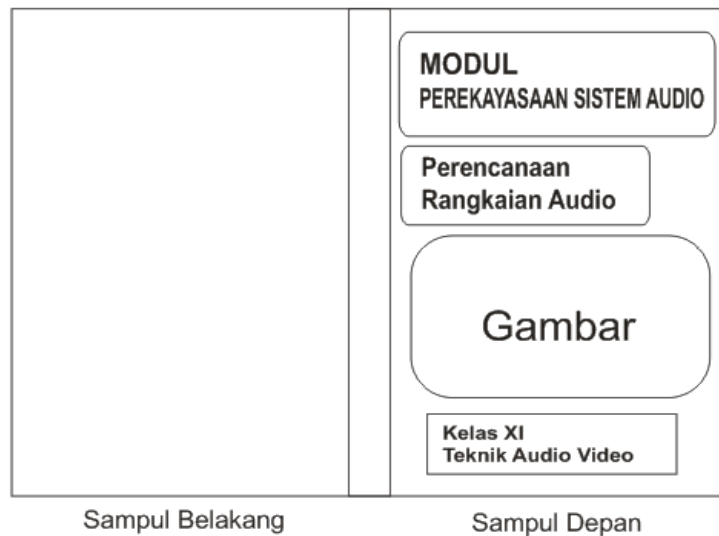 MODUL
PEREKAYASAAN SISTEM AUDIO
Perencanaan
Rangkaian Audio
Gambar
Kelas XI
Teknik Audio Video
Sampul Belakang
Sampul Depan